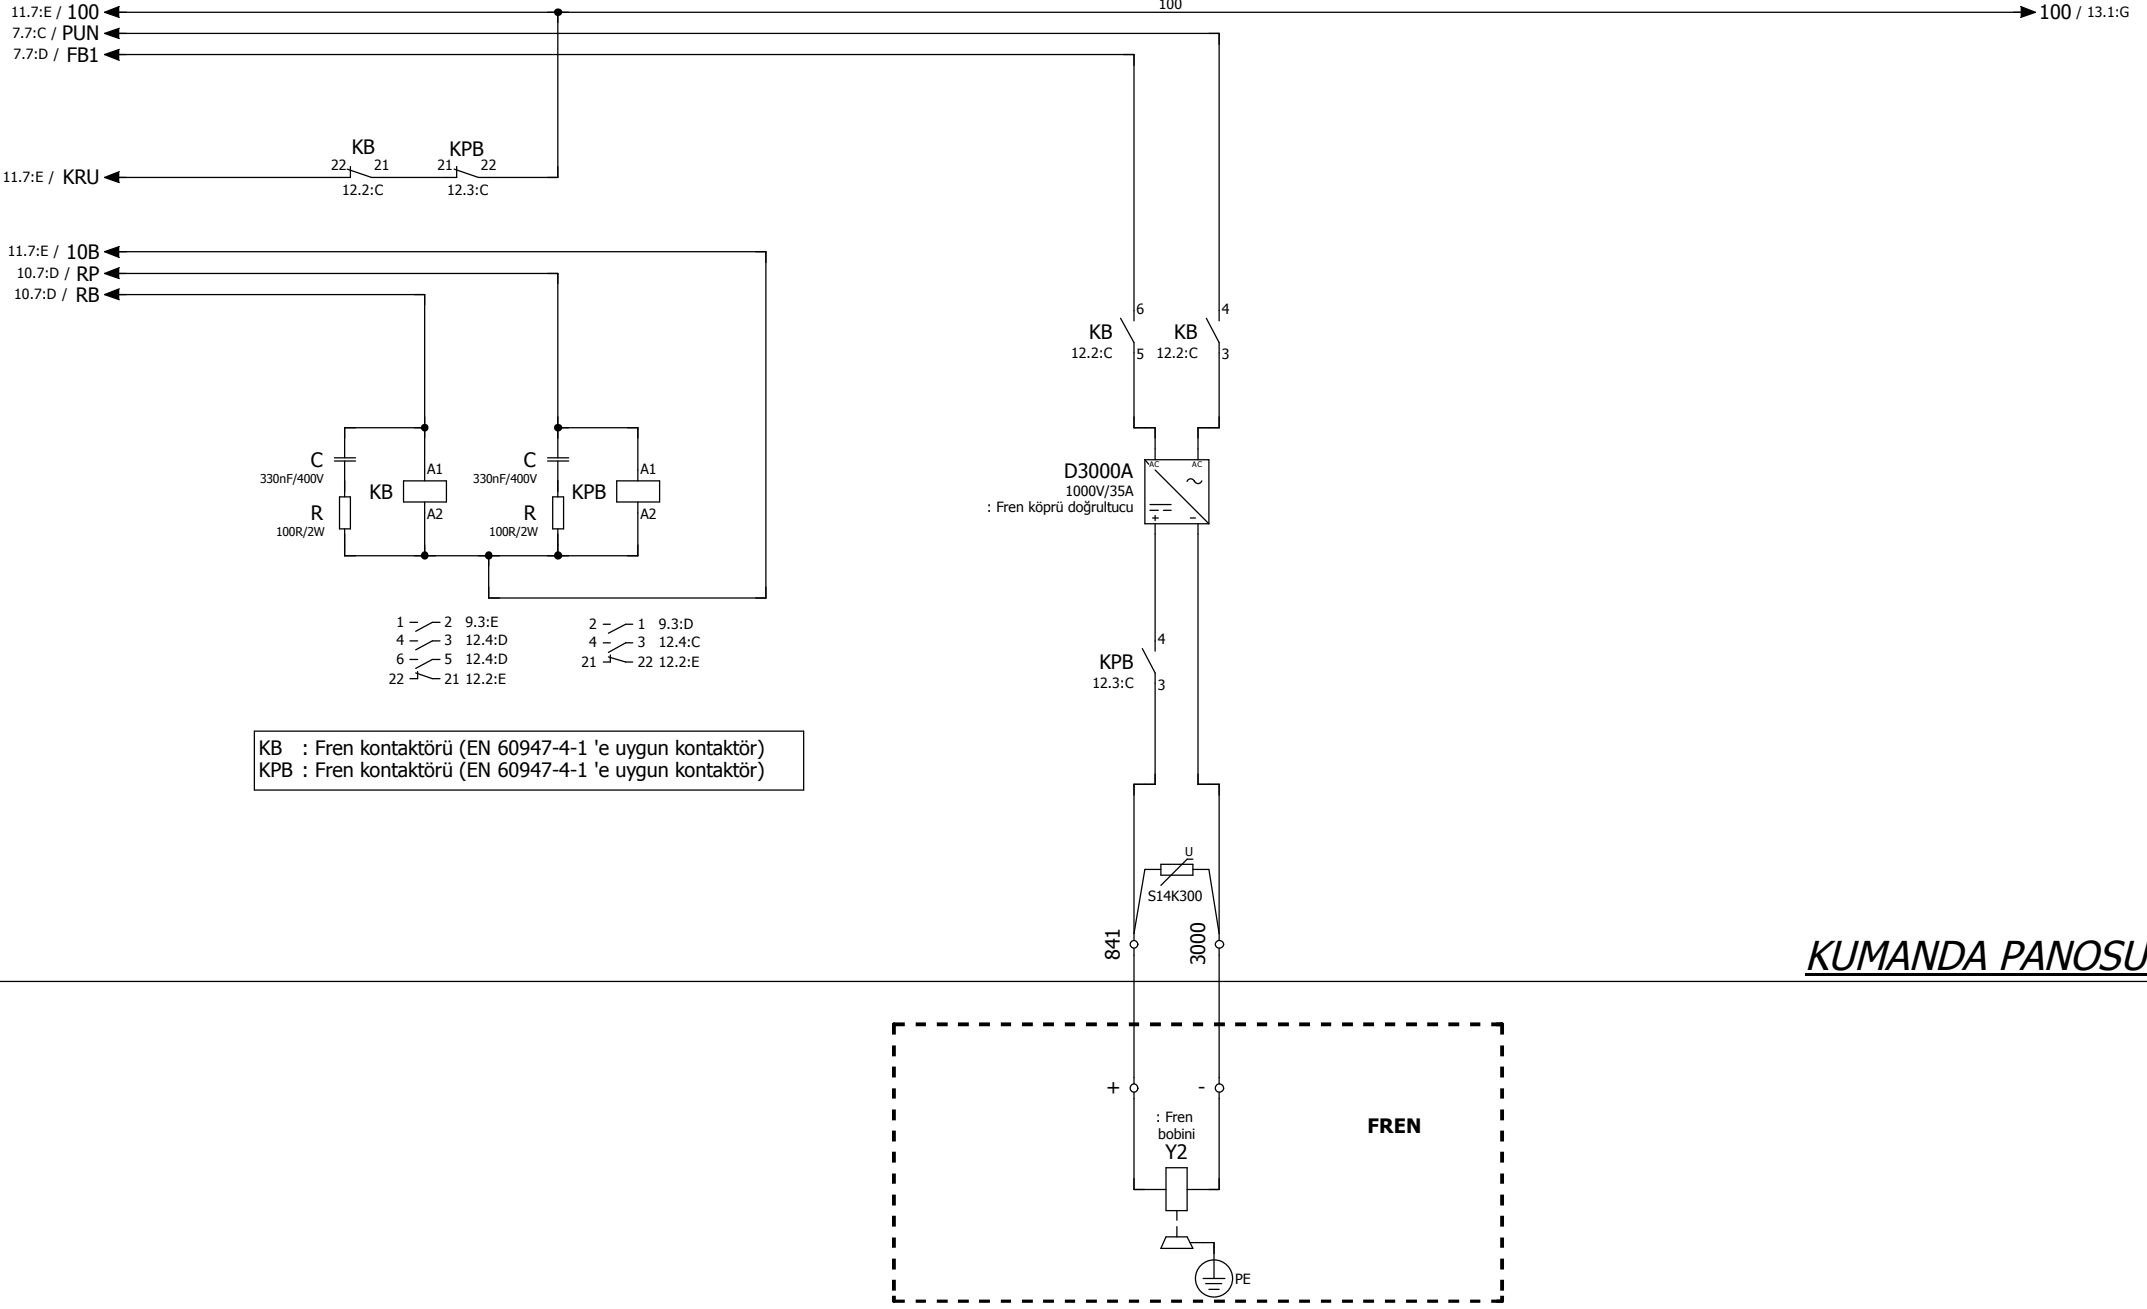 11.7:E / 100
100
100 / 13.1:G
7.7:C / PUN
7.7:D / FB1
KB
KPB
22 21
21 22
11.7:E / KRU
12.2:C
12.3:C
11.7:E / 10B
10.7:D / RP
10.7:D / RB
6
4
KB
KB
12.2:C
5
12.2:C
3
C
330nF/400V
A1
KB
R
100R/2W
A2
C
330nF/400V
A1
KPB
R
100R/2W
A2
D3000A
1000V/35A
: Fren köprü doğrultucu
AC AC
+ -
1 2 9.3:E
4 3 12.4:D
6 5 12.4:D
22 21 12.2:E
2 1 9.3:D
4 3 12.4:C
21 22 12.2:E
4
KPB
12.3:C
3
KB : Fren kontaktörü (EN 60947-4-1 'e uygun kontaktör)
KPB : Fren kontaktörü (EN 60947-4-1 'e uygun kontaktör)
U
S14K300
841
3000
KUMANDA PANOSU
+ -
: Fren
bobini
Y2
FREN
PE